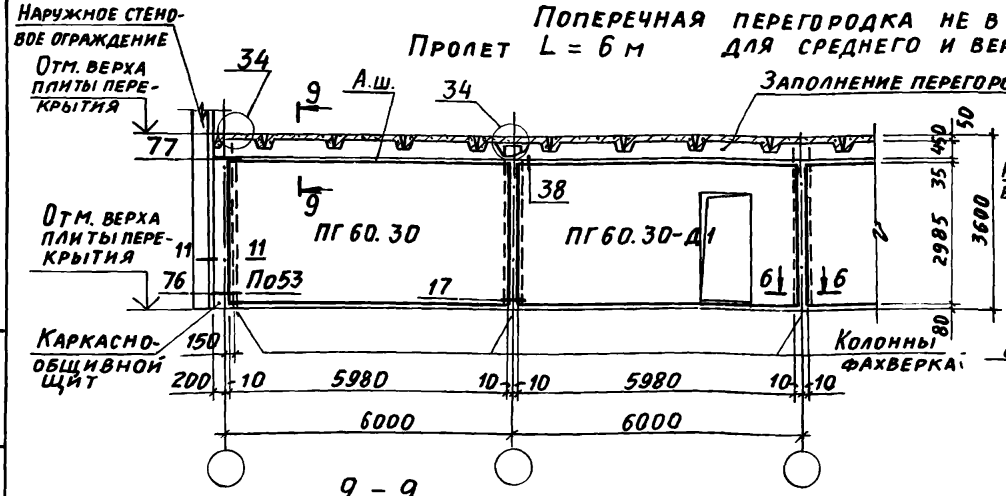 Поперечная перегородка не в
Пролет L = 6 м для среднего и вер
Наружное стено-
вое ограждение
Отм. верха
плиты пере-
крытия
34
9
А.ш.
34
Заполнение перегоро
50
77
450
35
9
38
3600
Отм. верха
плиты пере-
крытия
ПГ 60.30
ПГ 60.30-Д1
2985
11
11
76
По53
17
6
6
80
Каркасно-
обшивной
щит
150
Колонны
фахверка
200
10
5980
10
10
5980
10
10
6000
6000
9 – 9